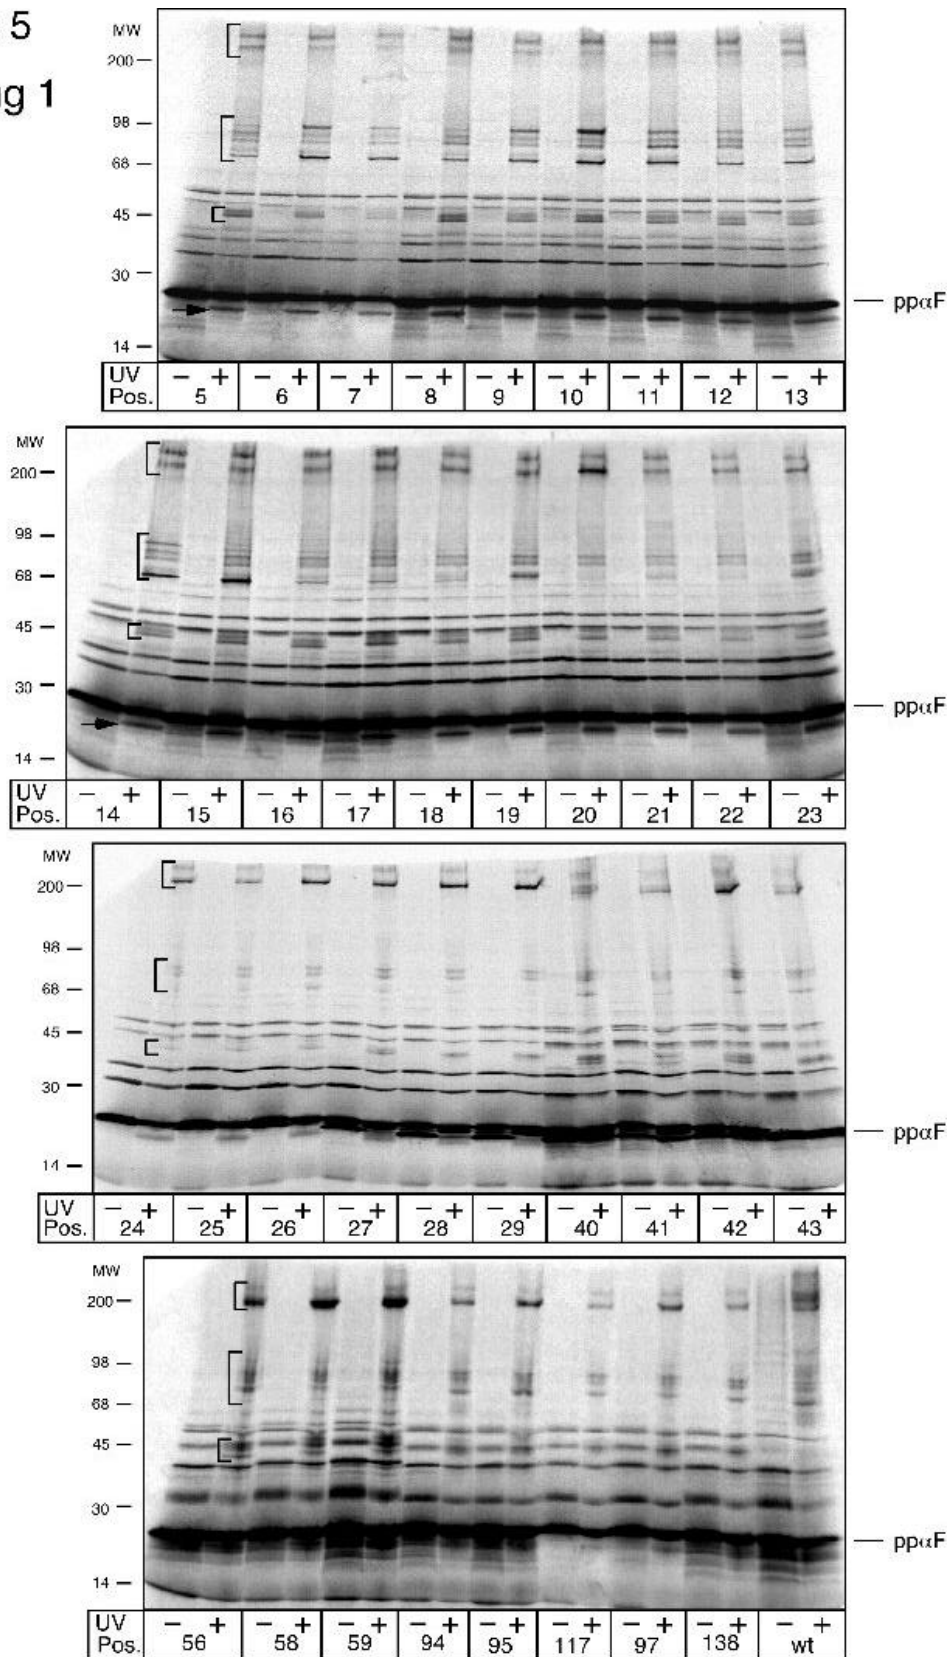 5
g 1
MW
200
98
68
45
30
14
ppαF
UV − + − + − + − + − + − + − + − + − +
Pos. 5 6 7 8 9 10 11 12 13
MW
200
98
68
45
30
14
ppαF
UV − + − + − + − + − + − + − + − + − + − +
Pos. 14 15 16 17 18 19 20 21 22 23
MW
200
98
68
45
30
14
ppαF
UV − + − + − + − + − + − + − + − + − + − +
Pos. 24 25 26 27 28 29 40 41 42 43
MW
200
98
68
45
30
14
ppαF
UV − + − + − + − + − + − + − + − + − +
Pos. 56 58 59 94 95 117 97 138 wt